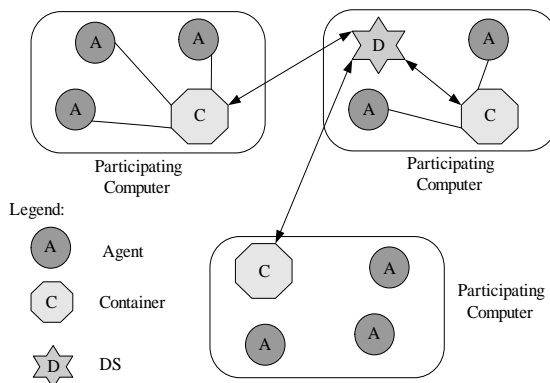 A
A
A
C
Participating
Computer
D
A
A
C
Participating
Computer
Legend:
A
Agent
C
Container
D
DS
C
A
A
A
Participating
Computer